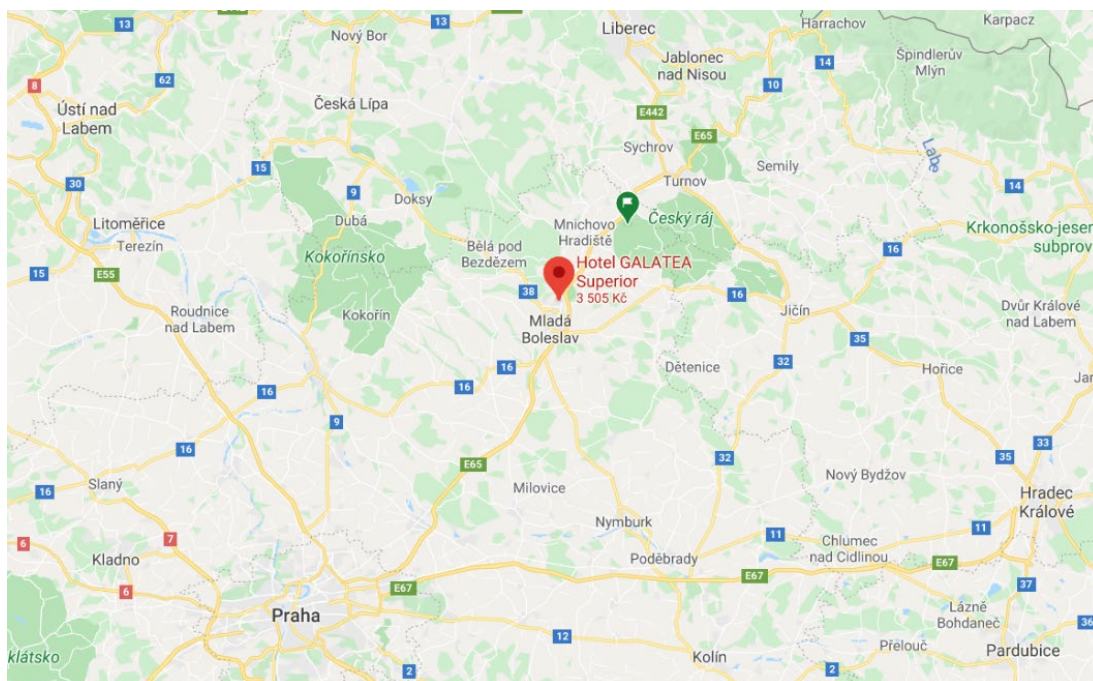 13
13
Liberec
Harrachov
Karpacz
Nový Bor
Jablonec
nad Nisou
14
Špindlerův
Mlýn
8
62
10
Ústí nad
Labem
Česká Lípa
E442
E65
Sychrov
Semily
Labe
15
30
9
Doksy
Turnov
14
Litoměřice
Terezín
Dubá
Mnichovo
Hradiště
Český ráj
Krkonošsko-jeser
subprov
16
Kokořínsko
Bělá pod
Bezdězem
15
E55
Hotel GALATEA
Superior
3 505 Kč
38
16
Roudnice
nad Labem
Kokořín
Mladá
Boleslav
Jičín
Dvůr Králové
nad Labem
35
32
16
Dětenice
Hořice
Jar
16
9
16
33
32
35
E65
Slaný
16
Milovice
Nový Bydžov
Hradec
Králové
Nymburk
11
11
7
6
Kladno
Poděbrady
Chlumec
nad Cidlinou
E67
6
E67
E67
37
Praha
Lázně
Bohdaneč
36
12
klátsko
Kolín
Přelouč
Pardubice
2
2